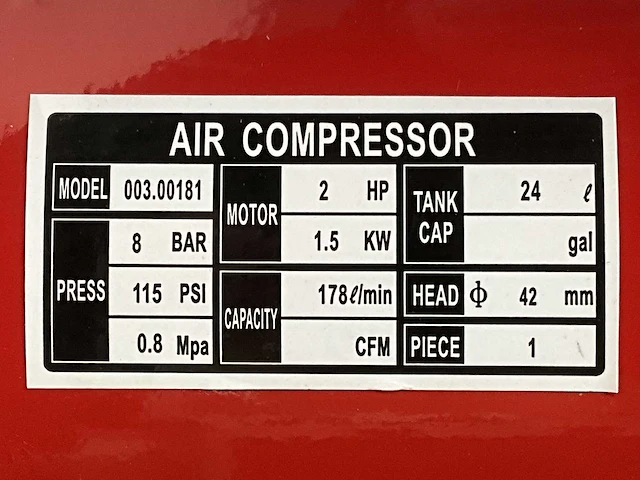 AIR COMPRESSOR
MODEL 003.00181
PRESS
8 BAR
115 PSI
0.8 Mpa
MOTOR
2 HP
1.5 KW
CAPACITY
178ℓ/min
CFM
TANK CAP
24 ℓ
gal
HEAD Φ 42 mm
PIECE 1